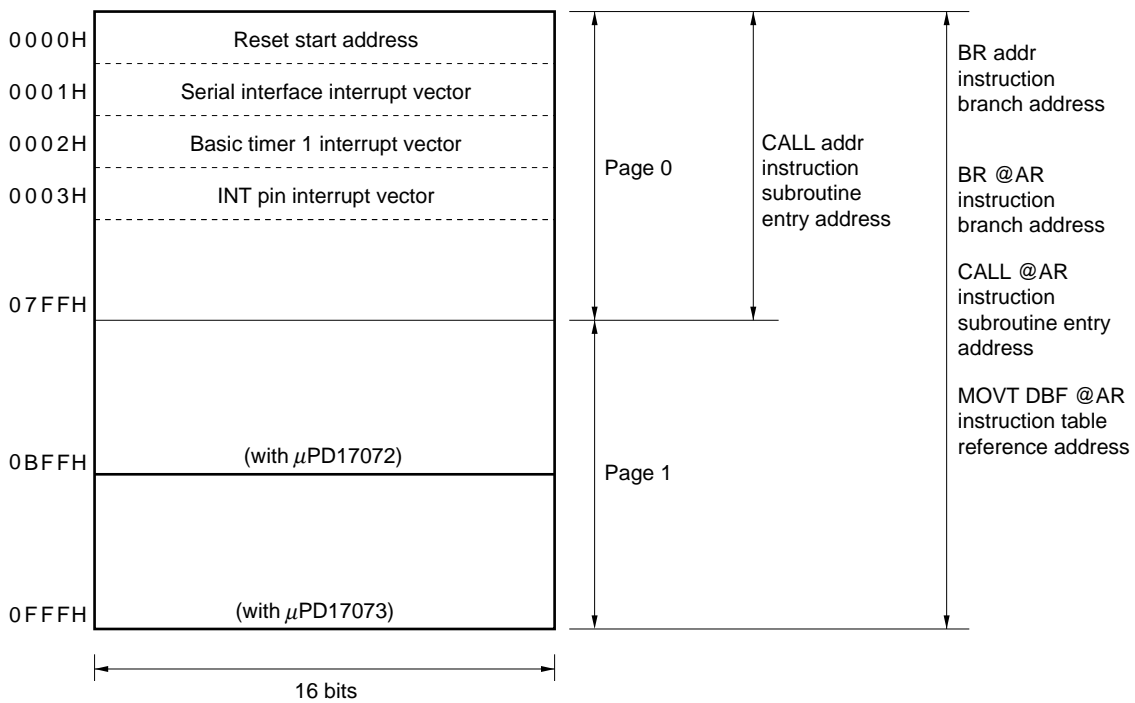 0000H
Reset start address
0001H
Serial interface interrupt vector
0002H
Basic timer 1 interrupt vector
0003H
INT pin interrupt vector
07FFH
(with μPD17072)
0BFFH
(with μPD17073)
0FFFH
16 bits
Page 0
Page 1
CALL addr
instruction
subroutine
entry address
BR addr
instruction
branch address
BR @AR
instruction
branch address
CALL @AR
instruction
subroutine entry
address
MOVT DBF @AR
instruction table
reference address